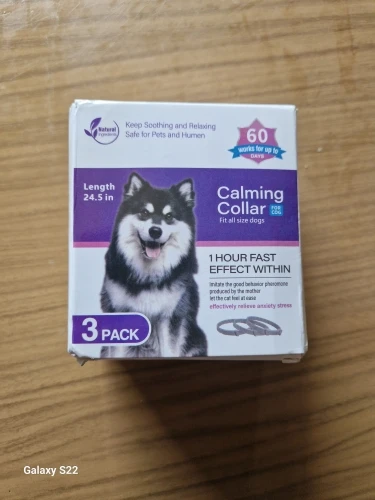 Natural
Ingredients
Keep Soothing and Relaxing
Safe for Pets and Humen
60
works for up to
DAYS
Length
24.5 in
Calming
Collar FOR DOG
Fit all size dogs
1 HOUR FAST
EFFECT WITHIN
Imitate the good behavior pheromone
produced by the mother
let the cat feel at ease
effectively relieve anxiety stress
3 PACK
Galaxy S22